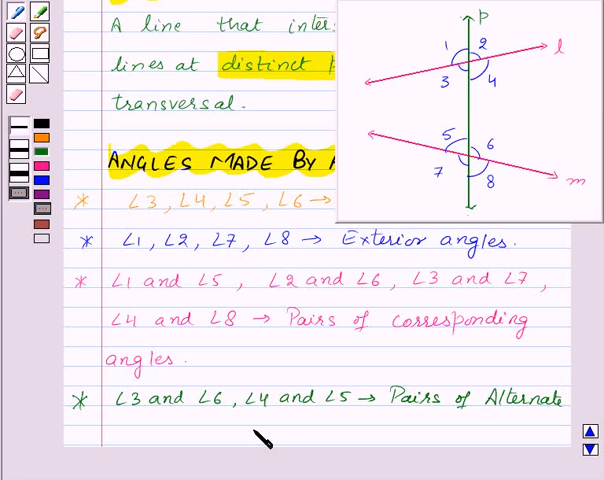 A line that inter
lines at distinct
transversal.
ANGLES MADE BY
* ∠3, ∠4, ∠5, ∠6 →
* ∠1, ∠2, ∠7, ∠8 → Exterior angles.
* ∠1 and ∠5, ∠2 and ∠6, ∠3 and ∠7,
∠4 and ∠8 → Pairs of corresponding
angles.
* ∠3 and ∠6, ∠4 and ∠5 → Pairs of Alternate
p
1 2 l
3 4
5 6
7 8 m